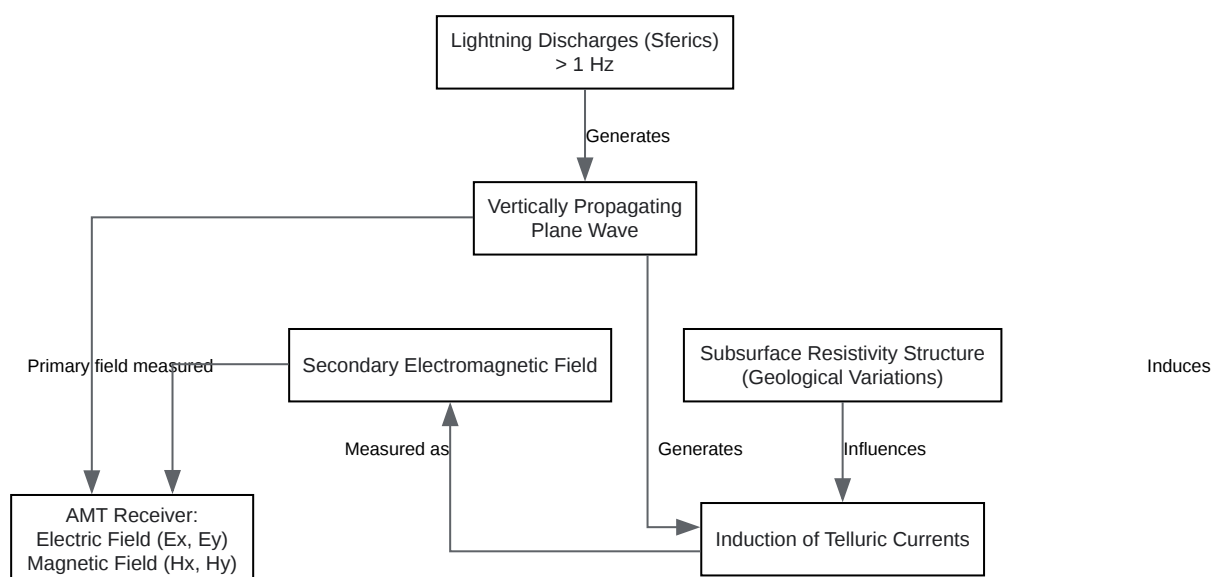 Lightning Discharges (Sferics)
> 1 Hz
Generates
Vertically Propagating
Plane Wave
Primary field measured
Secondary Electromagnetic Field
Subsurface Resistivity Structure
(Geological Variations)
Induces
Measured as
Generates
Influences
AMT Receiver:
Electric Field (Ex, Ey)
Magnetic Field (Hx, Hy)
Induction of Telluric Currents